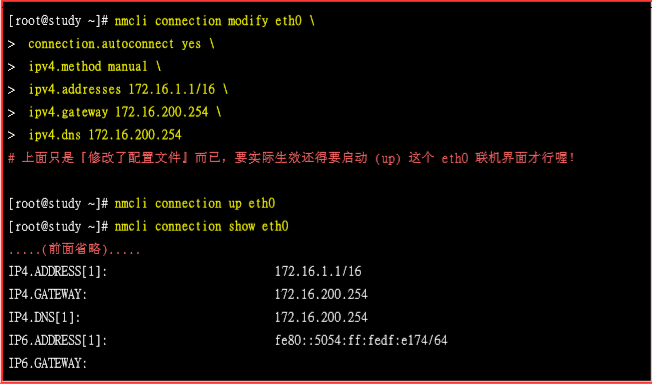 [root@study ~]# nmcli connection modify eth0 \
>  connection.autoconnect yes \
>  ipv4.method manual \
>  ipv4.addresses 172.16.1.1/16 \
>  ipv4.gateway 172.16.200.254 \
>  ipv4.dns 172.16.200.254
# 上面只是『修改了配置文件』而已，要实际生效还得要启动 (up) 这个 eth0 联机界面才行喔！
[root@study ~]# nmcli connection up eth0
[root@study ~]# nmcli connection show eth0
.....(前面省略).....
IP4.ADDRESS[1]: 172.16.1.1/16
IP4.GATEWAY: 172.16.200.254
IP4.DNS[1]: 172.16.200.254
IP6.ADDRESS[1]: fe80::5054:ff:fedf:e174/64
IP6.GATEWAY: